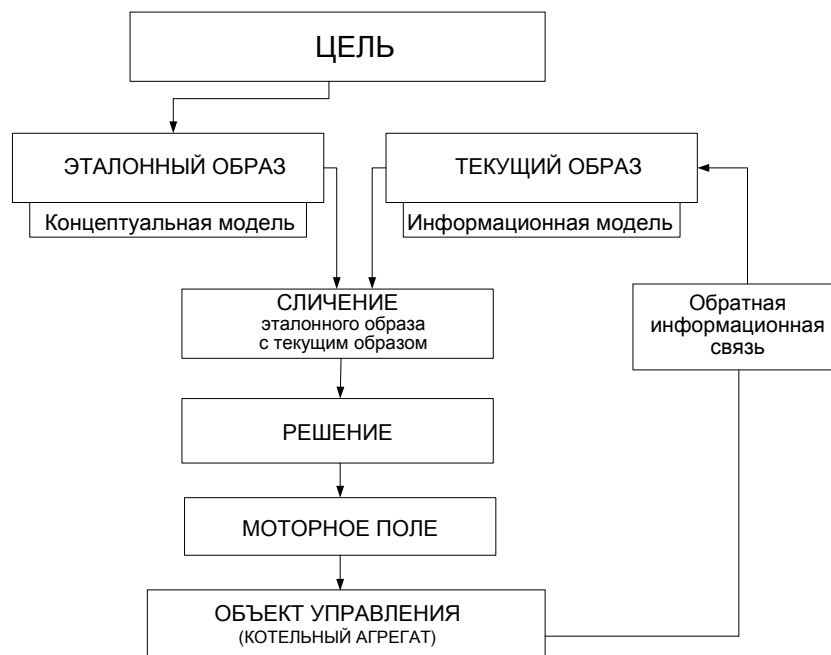 ЦЕЛЬ
ЭТАЛОННЫЙ ОБРАЗ
Концептуальная модель
ТЕКУЩИЙ ОБРАЗ
Информационная модель
СЛИЧЕНИЕ
эталонного образа
с текущим образом
Обратная
информационная
связь
РЕШЕНИЕ
МОТОРНОЕ ПОЛЕ
ОБЪЕКТ УПРАВЛЕНИЯ
(КОТЕЛЬНЫЙ АГРЕГАТ)